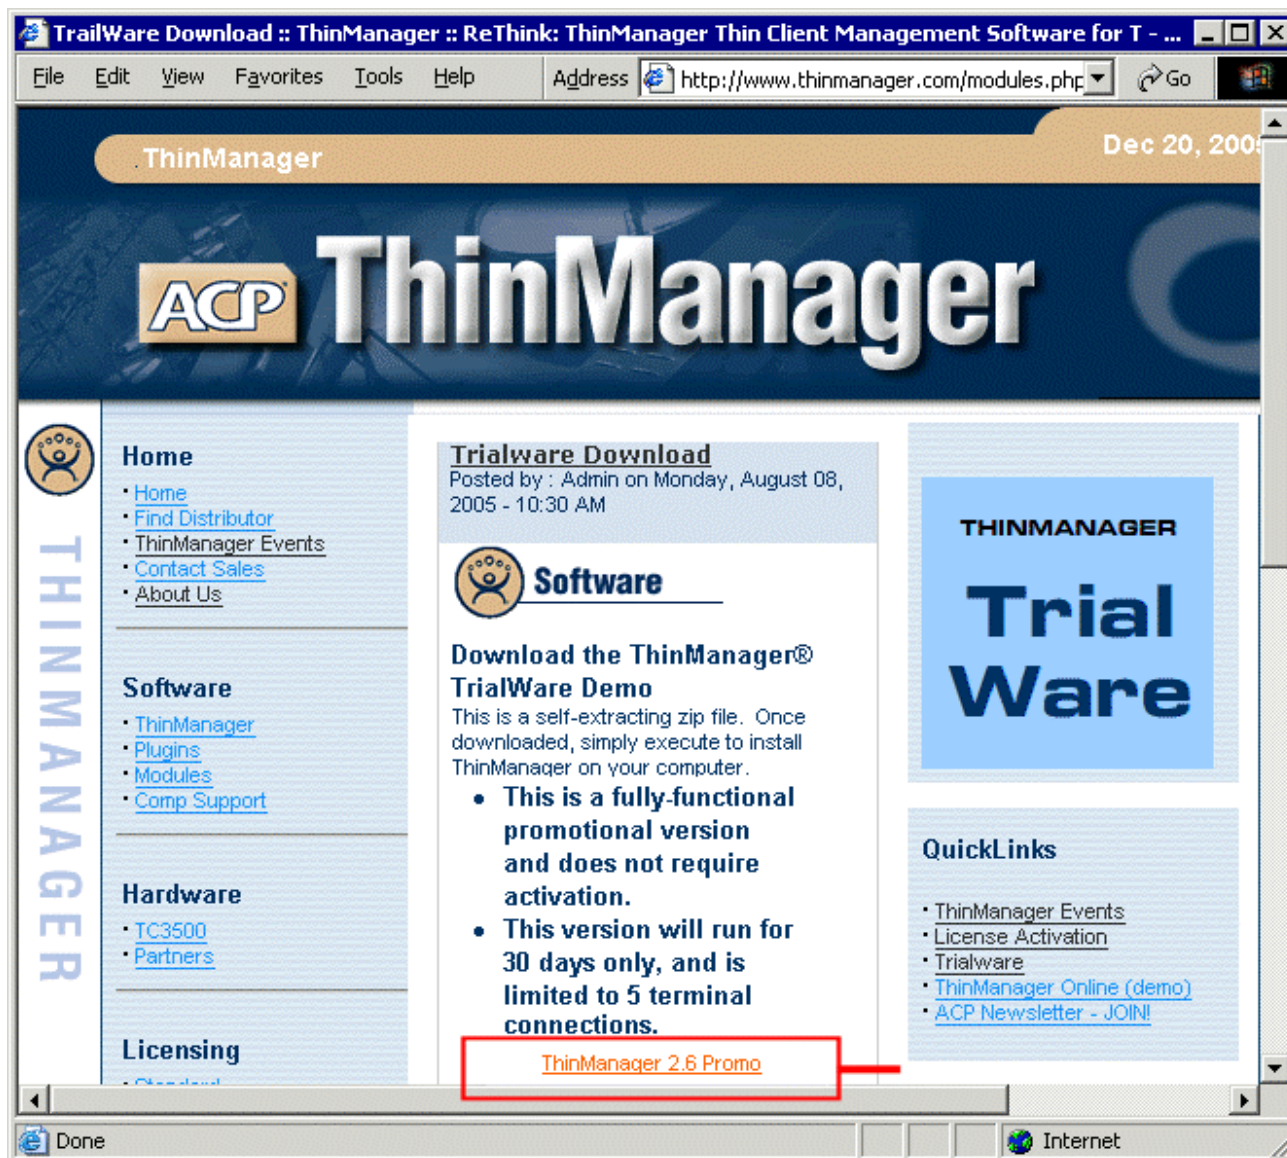 TrailWare Download :: ThinManager :: ReThink: ThinManager Thin Client Management Software for T - ...
File Edit View Favorites Tools Help Address http://www.thinmanager.com/modules.php Go
.ThinManager
Dec 20, 2005
ACP ThinManager
THINMANAGER
Home
· Home
· Find Distributor
· ThinManager Events
· Contact Sales
· About Us
Software
· ThinManager
· Plugins
· Modules
· Comp Support
Hardware
· TC3500
· Partners
Licensing
· Standard
Trialware Download
Posted by : Admin on Monday, August 08,
2005 - 10:30 AM
Software
Download the ThinManager®
TrialWare Demo
This is a self-extracting zip file. Once
downloaded, simply execute to install
ThinManager on your computer.
• This is a fully-functional
promotional version
and does not require
activation.
• This version will run for
30 days only, and is
limited to 5 terminal
connections.
ThinManager 2.6 Promo
THINMANAGER
Trial
Ware
QuickLinks
· ThinManager Events
· License Activation
· Trialware
· ThinManager Online (demo)
· ACP Newsletter - JOIN!
Done
Internet